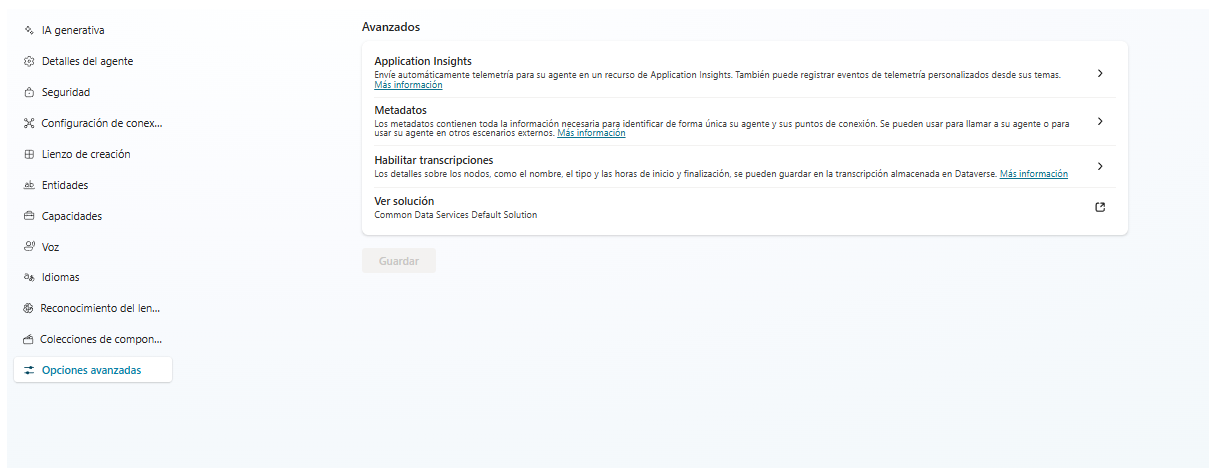 IA generativa
Detalles del agente
Seguridad
Configuración de conex...
Lienzo de creación
Entidades
Capacidades
Voz
Idiomas
Reconocimiento del len...
Colecciones de compon...
Opciones avanzadas
Avanzados
Application Insights
Envíe automáticamente telemetría para su agente en un recurso de Application Insights. También puede registrar eventos de telemetría personalizados desde sus temas.
Más información
Metadatos
Los metadatos contienen toda la información necesaria para identificar de forma única su agente y sus puntos de conexión. Se pueden usar para llamar a su agente o para
usar su agente en otros escenarios externos. Más información
Habilitar transcripciones
Los detalles sobre los nodos, como el nombre, el tipo y las horas de inicio y finalización, se pueden guardar en la transcripción almacenada en Dataverse. Más información
Ver solución
Common Data Services Default Solution
Guardar